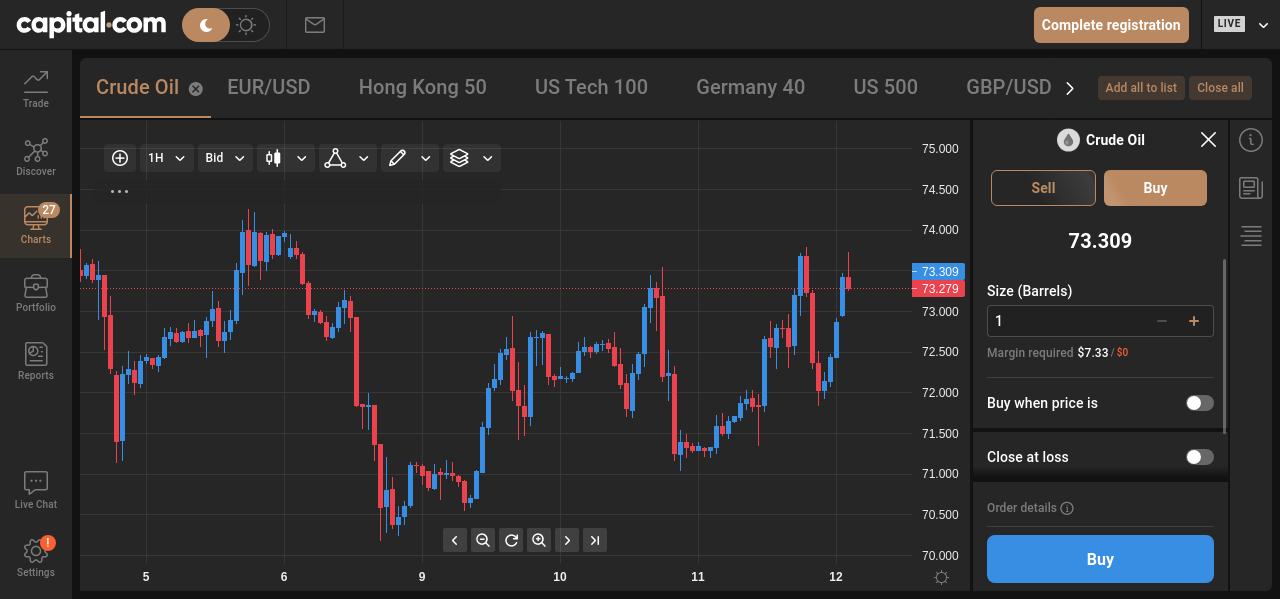 capital.com
Complete registration
LIVE
Trade
Discover
27
Charts
Portfolio
Reports
Live Chat
!
Settings
Crude Oil
EUR/USD
Hong Kong 50
US Tech 100
Germany 40
US 500
GBP/USD
Add all to list
Close all
1H
Bid
...
75.000
74.500
74.000
73.309
73.279
73.000
72.500
72.000
71.500
71.000
70.500
70.000
5
6
9
10
11
12
Crude Oil
Sell
Buy
73.309
Size (Barrels)
1
Margin required $7.33 / $0
Buy when price is
Close at loss
Order details
Buy